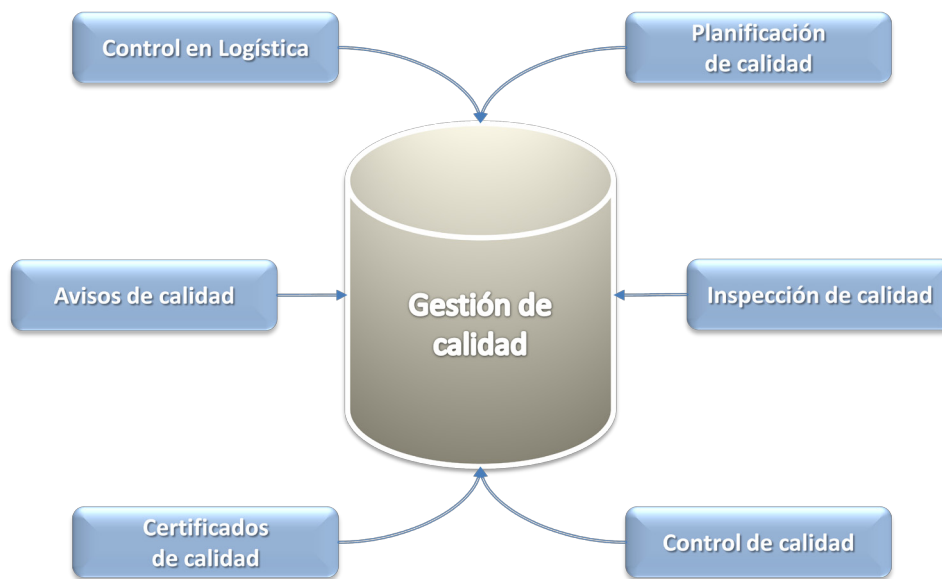 Control en Logística
Planificación
de calidad
Avisos de calidad
Gestión de
calidad
Inspección de calidad
Certificados
de calidad
Control de calidad